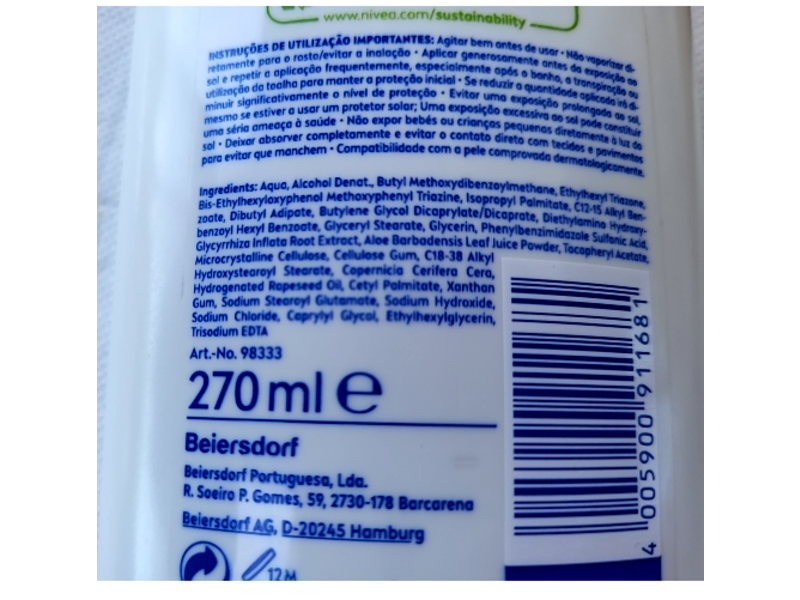 www.nivea.com/sustainability
INSTRUÇÕES DE UTILIZAÇÃO IMPORTANTES: Agitar bem antes de usar • Não vaporizar di-
retamente para o rosto/evitar a inalação • Aplicar generosamente antes da exposição ao
sol e repetir a aplicação frequentemente, especialmente após o banho, a transpiração ou
utilização da toalha para manter a proteção inicial • Se reduzir a quantidade aplicada irá di-
minuir significativamente o nível de proteção • Evitar uma exposição prolongada ao sol,
mesmo se estiver a usar um protetor solar; Uma exposição excessiva ao sol pode constituir
uma séria ameaça à saúde • Não expor bebés ou crianças pequenas diretamente à luz do
sol • Deixar absorver completamente e evitar o contato direto com tecidos e pavimentos
para evitar que manchem • Compatibilidade com a pele comprovada dermatologicamente.
Ingredients: Aqua, Alcohol Denat., Butyl Methoxydibenzoylmethane, Ethylhexyl Triazone,
Bis-Ethylhexyloxyphenol Methoxyphenyl Triazine, Isopropyl Palmitate, C12-15 Alkyl Ben-
zoate, Dibutyl Adipate, Butylene Glycol Dicaprylate/Dicaprate, Diethylamino Hydroxy-
benzoyl Hexyl Benzoate, Glyceryl Stearate, Glycerin, Phenylbenzimidazole Sulfonic Acid,
Glycyrrhiza Inflata Root Extract, Aloe Barbadensis Leaf Juice Powder, Tocopheryl Acetate,
Microcrystalline Cellulose, Cellulose Gum, C18-38 Alkyl
Hydroxystearoyl Stearate, Copernicia Cerifera Cera,
Hydrogenated Rapeseed Oil, Cetyl Palmitate, Xanthan
Gum, Sodium Stearoyl Glutamate, Sodium Hydroxide,
Sodium Chloride, Caprylyl Glycol, Ethylhexylglycerin,
Trisodium EDTA
Art.-No. 98333
270 ml e
Beiersdorf
Beiersdorf Portuguesa, Lda.
R. Soeiro P. Gomes, 59, 2730-178 Barcarena
Beiersdorf AG, D-20245 Hamburg
12M
4 005900 911681